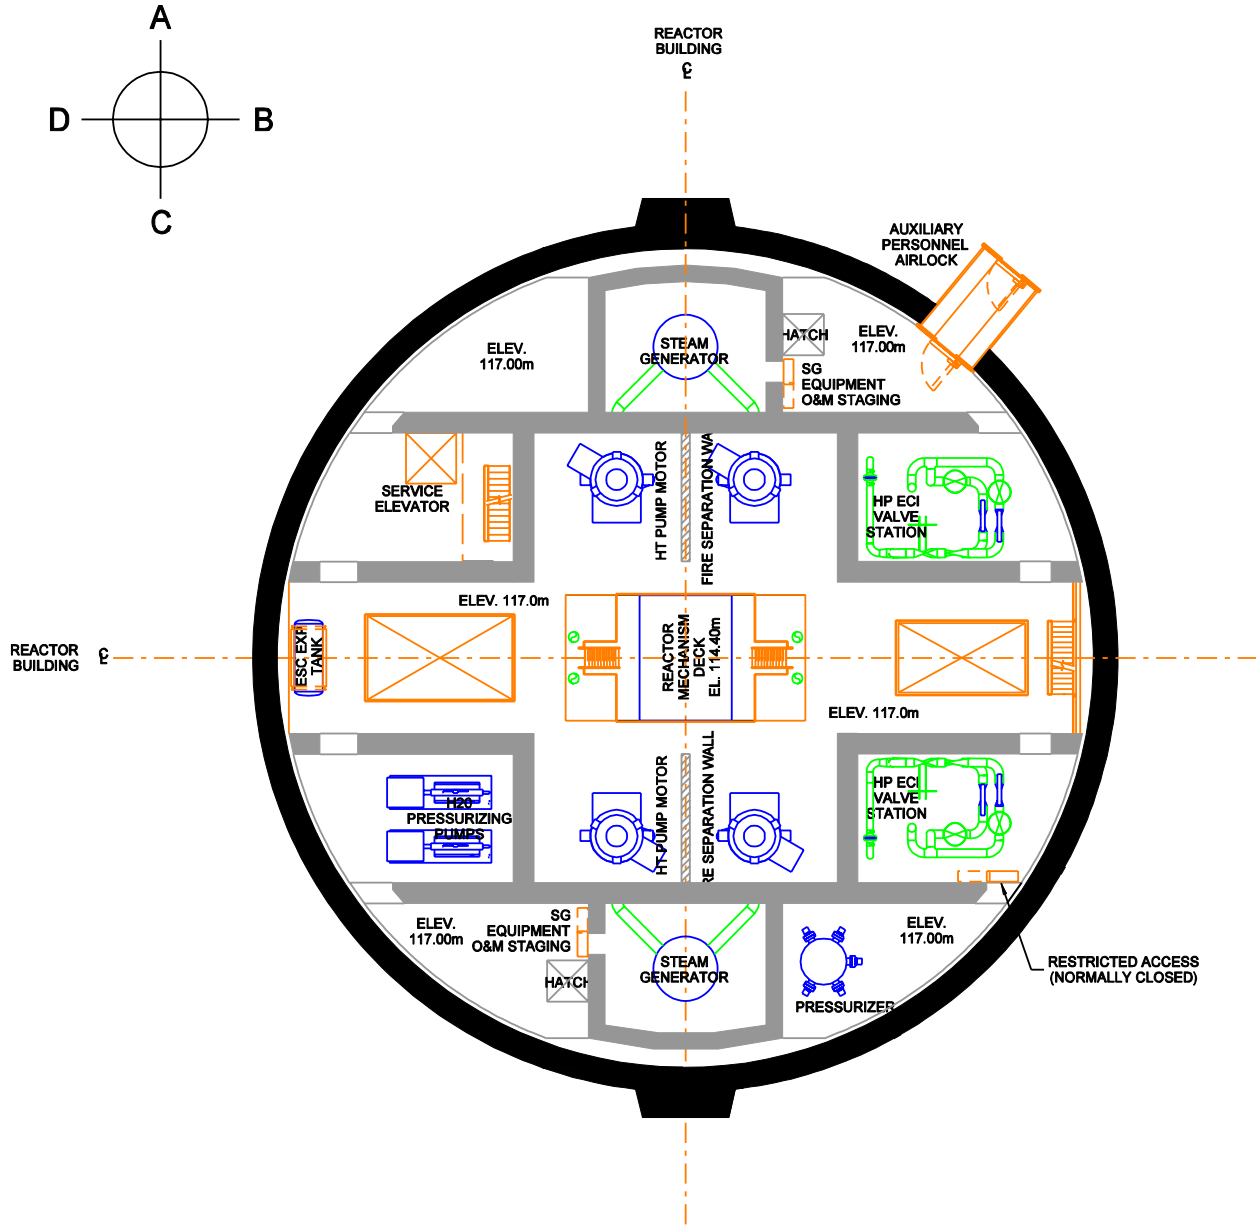 A
D
B
C
REACTOR
BUILDING
℄
AUXILIARY
PERSONNEL
AIRLOCK
ELEV.
117.00m
STEAM
GENERATOR
HATCH
ELEV.
117.00m
SG
EQUIPMENT
O&M STAGING
SERVICE
ELEVATOR
HT PUMP MOTOR
FIRE SEPARATION WA
HP ECI
VALVE
STATION
ELEV. 117.0m
REACTOR
BUILDING
℄
ESC EXP
TANK
REACTOR
MECHANISM
DECK
EL. 114.40m
ELEV. 117.0m
H20
PRESSURIZING
PUMPS
HT PUMP MOTOR
RE SEPARATION WALL
HP ECI
VALVE
STATION
ELEV.
117.00m
SG
EQUIPMENT
O&M STAGING
HATCH
STEAM
GENERATOR
ELEV.
117.00m
PRESSURIZER
RESTRICTED ACCESS
(NORMALLY CLOSED)